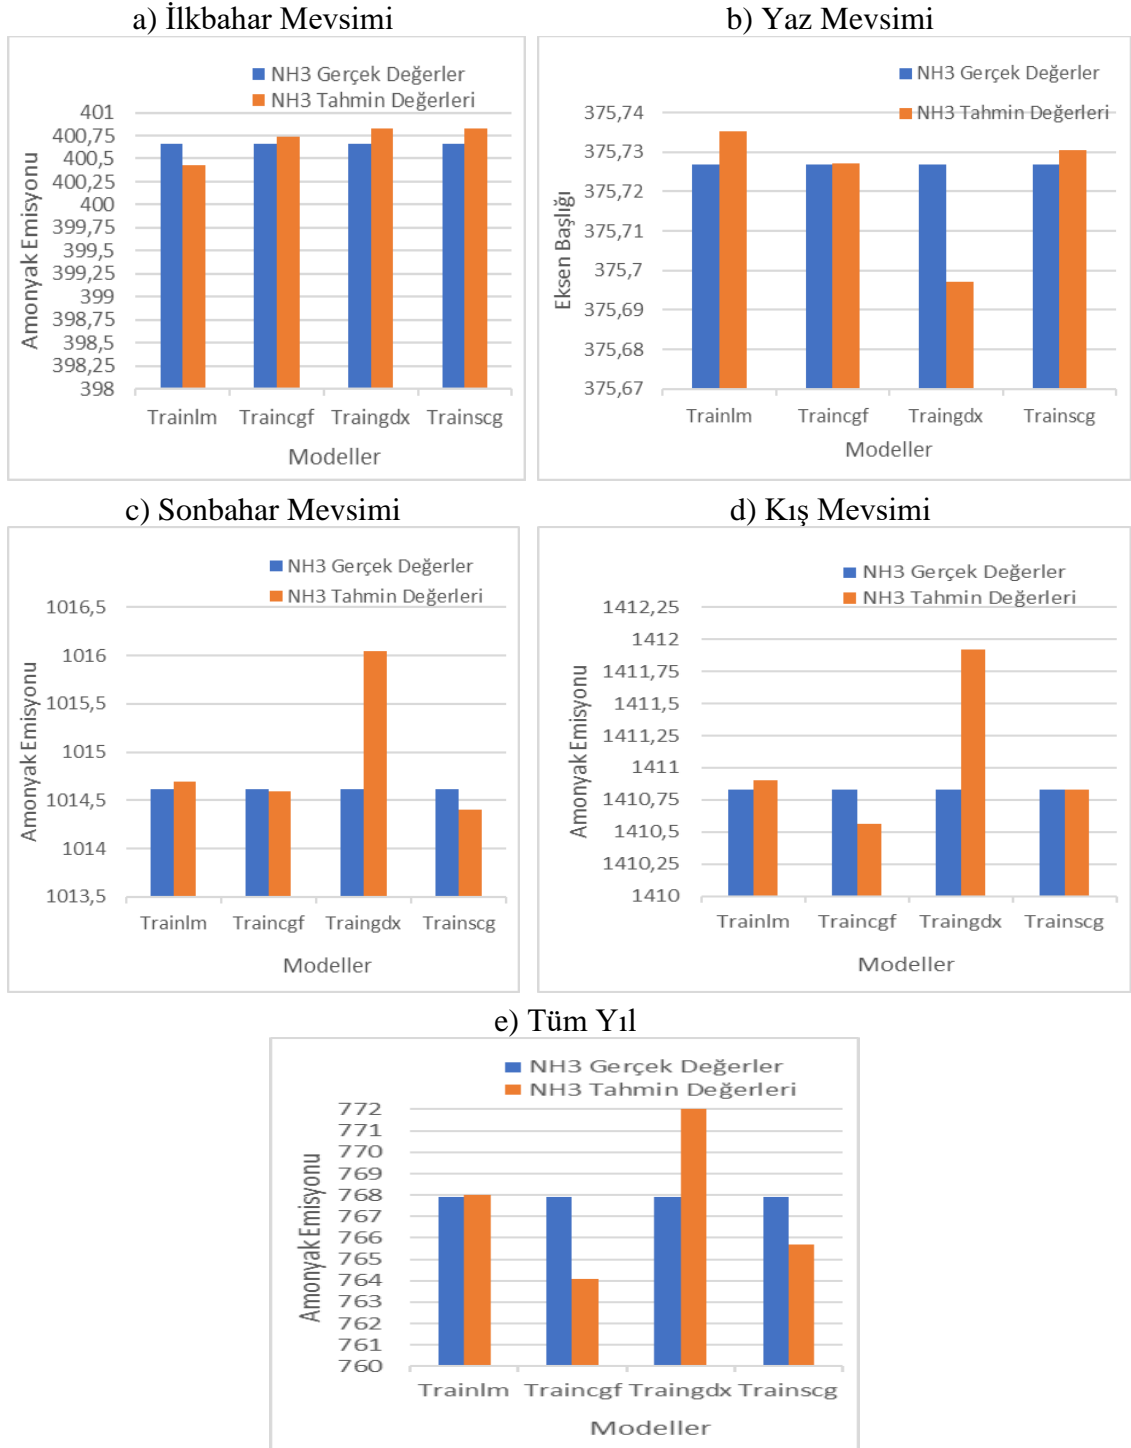 a) İlkbahar Mevsimi
NH3 Gerçek Değerler
NH3 Tahmin Değerleri
401
400,75
400,5
400,25
400
399,75
399,5
399,25
399
398,75
398,5
398,25
398
Amonyak Emisyonu
Trainlm Traincgf Traingdx Trainscg
Modeller
b) Yaz Mevsimi
NH3 Gerçek Değerler
NH3 Tahmin Değerleri
375,74
375,73
375,72
375,71
375,7
375,69
375,68
375,67
Eksen Başlığı
Trainlm Traincgf Traingdx Trainscg
Modeller
c) Sonbahar Mevsimi
NH3 Gerçek Değerler
NH3 Tahmin Değerleri
1016,5
1016
1015,5
1015
1014,5
1014
1013,5
Amonyak Emisyonu
Trainlm Traincgf Traingdx Trainscg
Modeller
d) Kış Mevsimi
NH3 Gerçek Değerler
NH3 Tahmin Değerleri
1412,25
1412
1411,75
1411,5
1411,25
1411
1410,75
1410,5
1410,25
1410
Amonyak Emisyonu
Trainlm Traincgf Traingdx Trainscg
Modeller
e) Tüm Yıl
NH3 Gerçek Değerler
NH3 Tahmin Değerleri
772
771
770
769
768
767
766
765
764
763
762
761
760
Amonyak Emisyonu
Trainlm Traincgf Traingdx Trainscg
Modeller